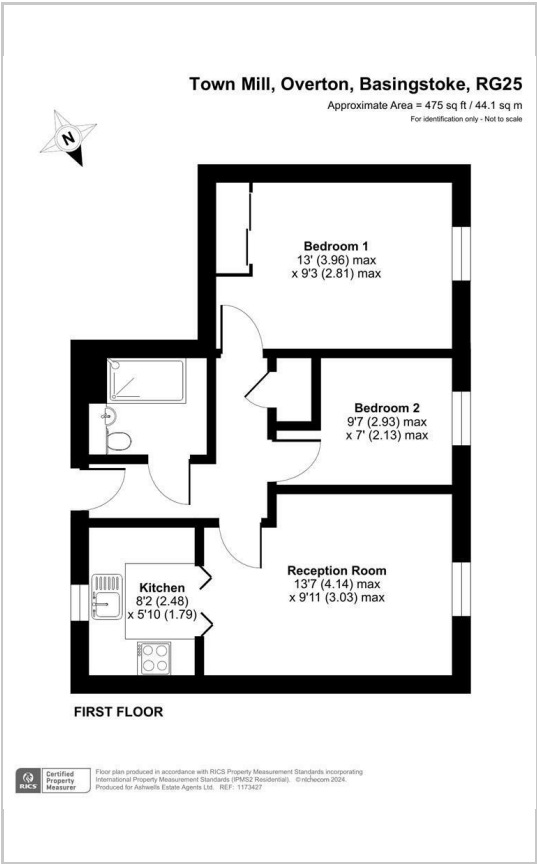 Town Mill, Overton, Basingstoke, RG25
Approximate Area = 475 sq ft / 44.1 sq m
For identification only - Not to scale
N
Bedroom 1
13' (3.96) max
x 9'3 (2.81) max
Bedroom 2
9'7 (2.93) max
x 7' (2.13) max
Reception Room
13'7 (4.14) max
x 9'11 (3.03) max
Kitchen
8'2 (2.48)
x 5'10 (1.79)
FIRST FLOOR
RICS
Certified
Property
Measurer
Floor plan produced in accordance with RICS Property Measurement Standards incorporating
International Property Measurement Standards (IPMS2 Residential). © nichecom 2024.
Produced for Ashwells Estate Agents Ltd. REF: 1173427